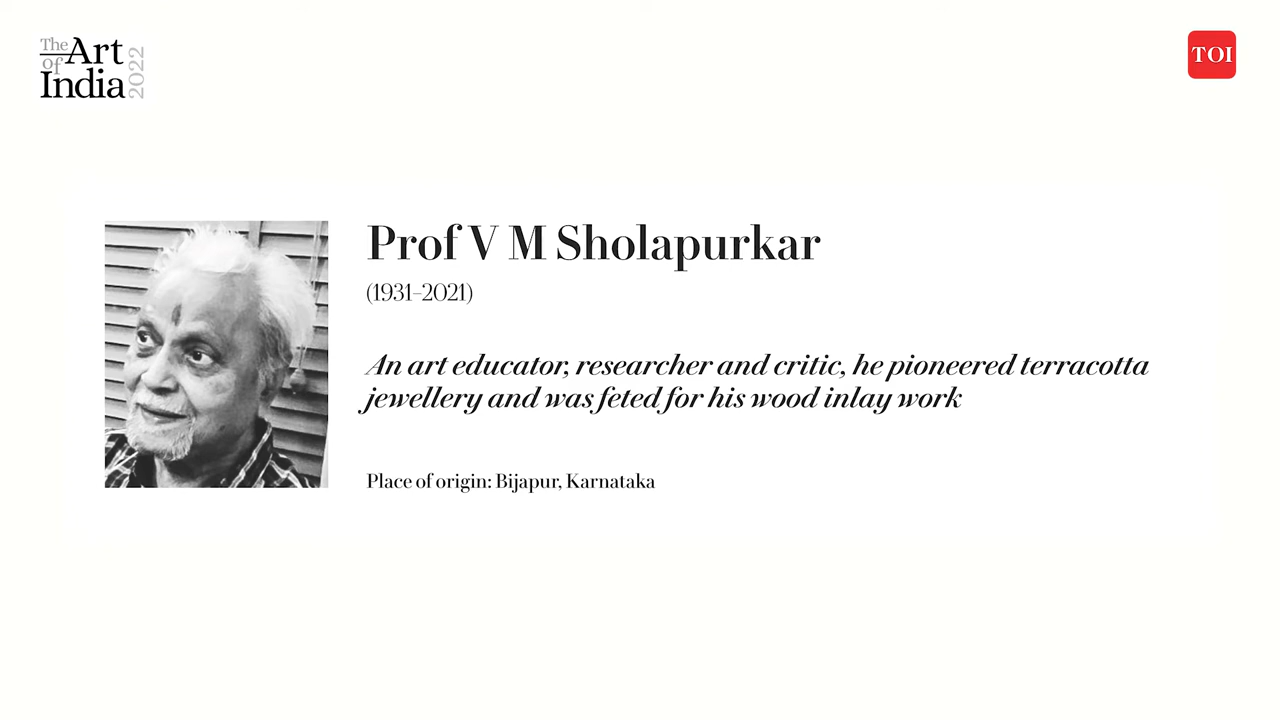 The Art
of
India
2022
TOI
Prof V M Sholapurkar
(1931–2021)
An art educator, researcher and critic, he pioneered terracotta
jewellery and was feted for his wood inlay work
Place of origin: Bijapur, Karnataka